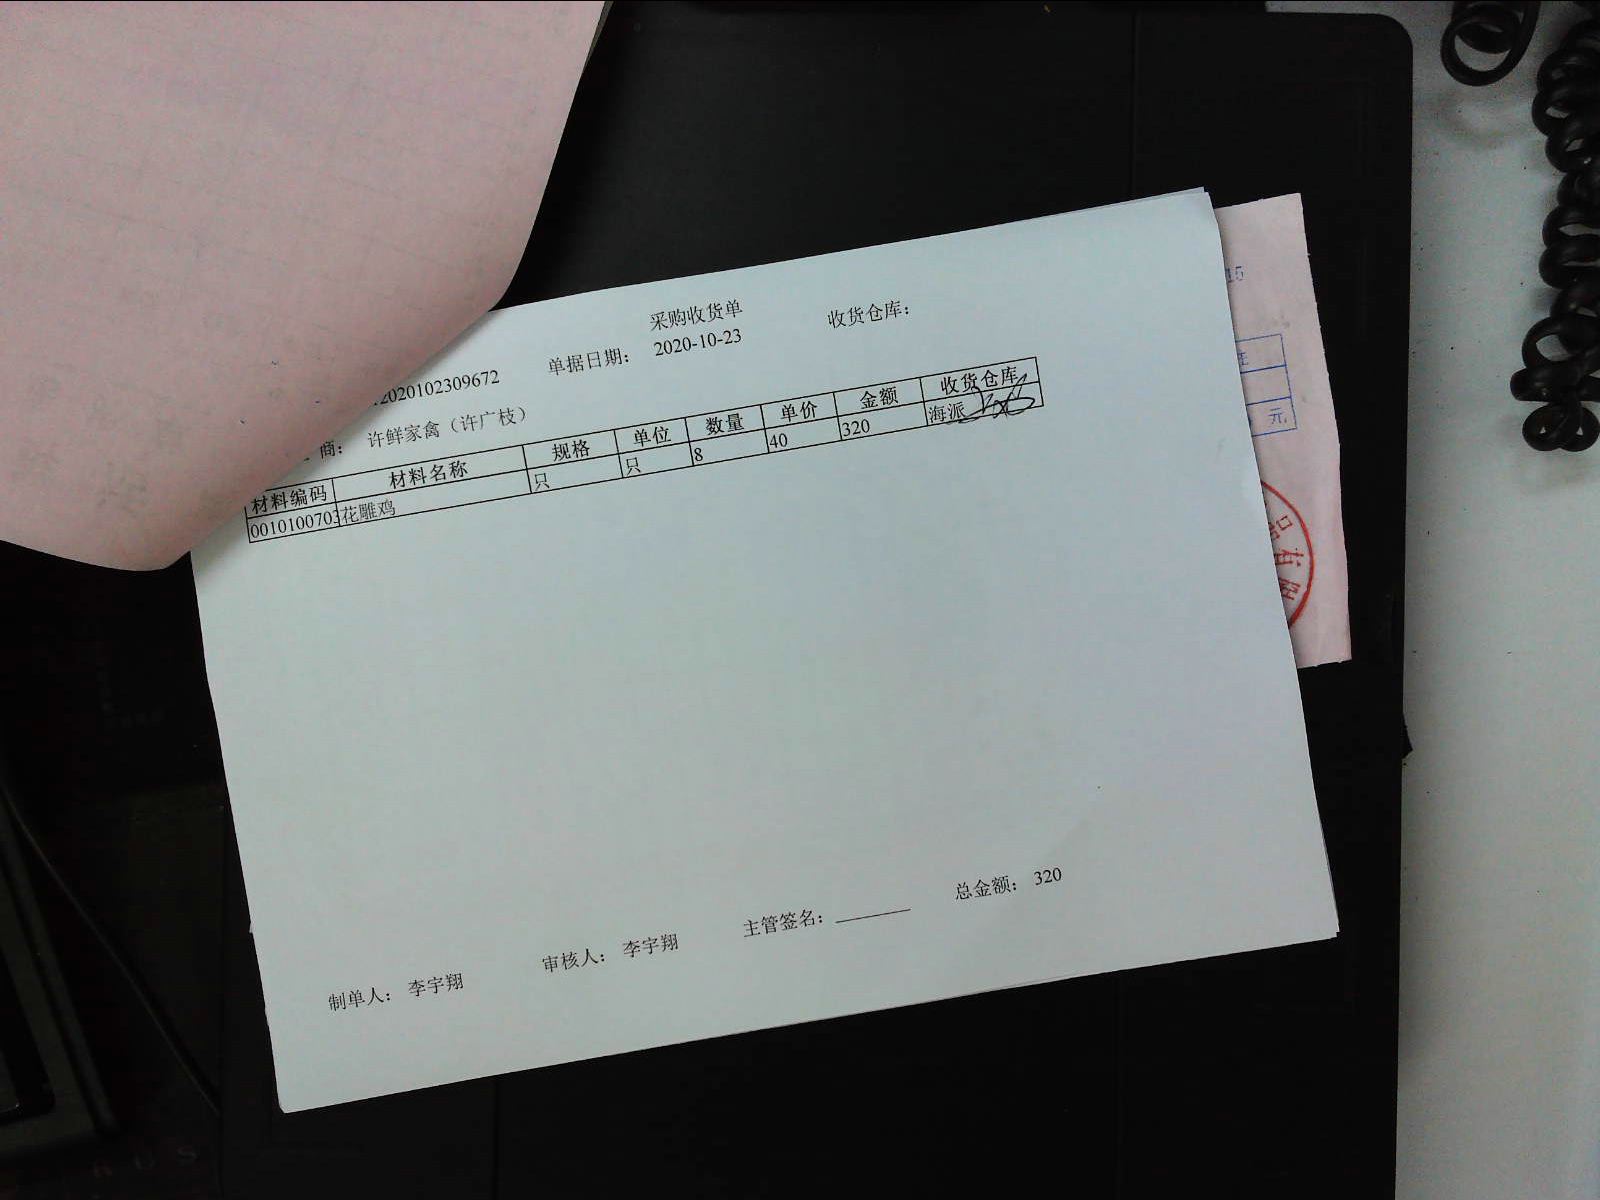 采购收货单
2020102309672 单据日期: 2020-10-23 收货仓库:
商: 许鲜家禽（许广枝）
材料编码 材料名称 规格 单位 数量 单价 金额 收货仓库
0010100703 花雕鸡 只 只 8 40 320 海派
总金额: 320
制单人: 李宇翔 审核人: 李宇翔 主管签名:
15
元
品有限